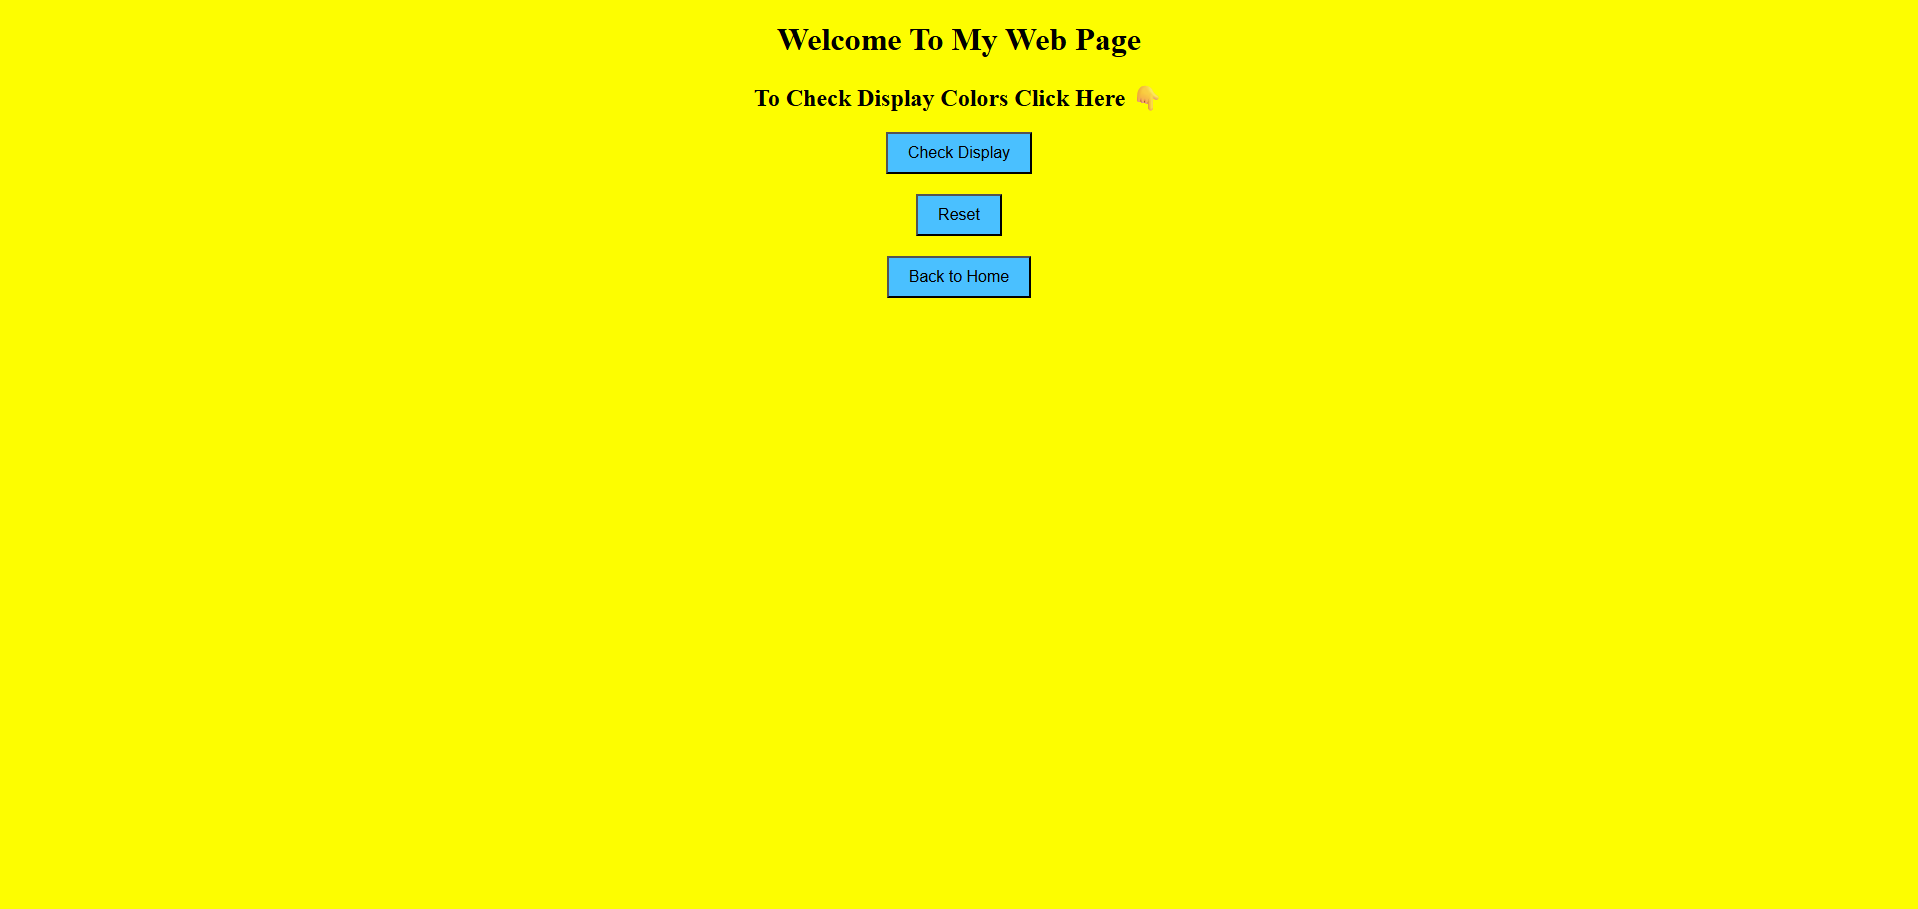 Welcome To My Web Page
To Check Display Colors Click Here 👇
Check Display
Reset
Back to Home